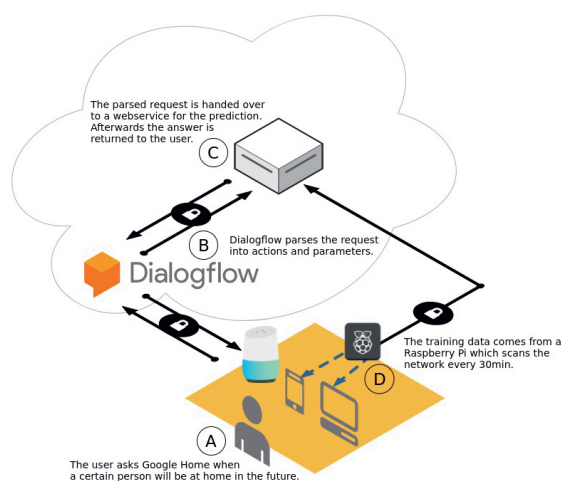 The parsed request is handed over
to a webservice for the prediction.
Afterwards the answer is
returned to the user.
C
B
Dialogflow parses the request
into actions and parameters.
Dialogflow
The training data comes from a
Raspberry Pi which scans the
network every 30min.
D
A
The user asks Google Home when
a certain person will be at home in the future.